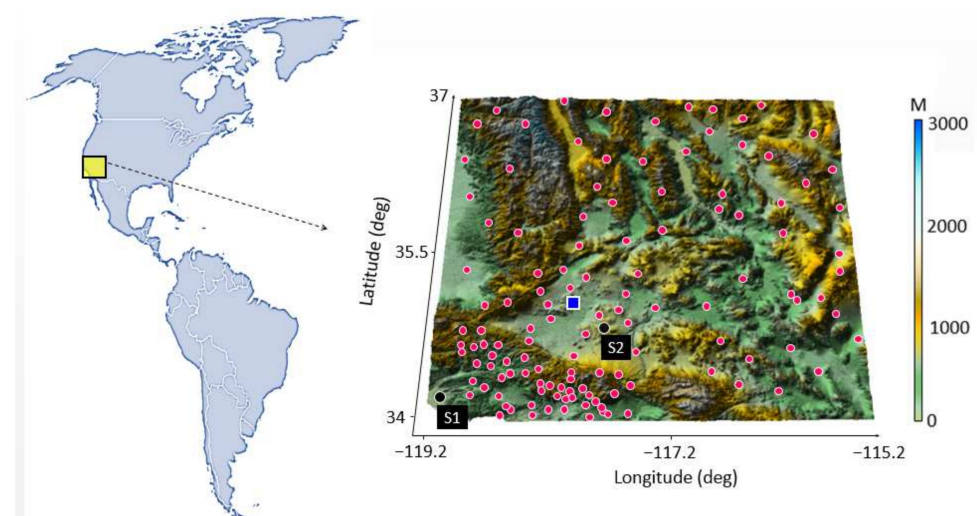 37
35.5
34
Latitude (deg)
S1
S2
−119.2
−117.2
−115.2
Longitude (deg)
M
3000
2000
1000
0